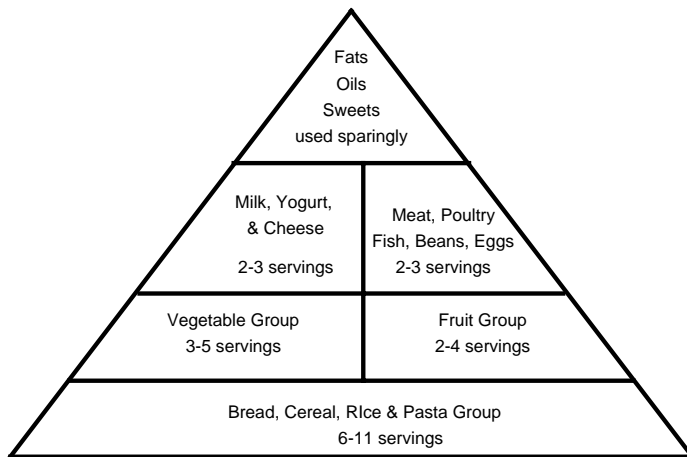 Fats
Oils
Sweets
used sparingly
Milk, Yogurt,
& Cheese
2-3 servings
Meat, Poultry
Fish, Beans, Eggs
2-3 servings
Vegetable Group
3-5 servings
Fruit Group
2-4 servings
Bread, Cereal, RIce & Pasta Group
6-11 servings